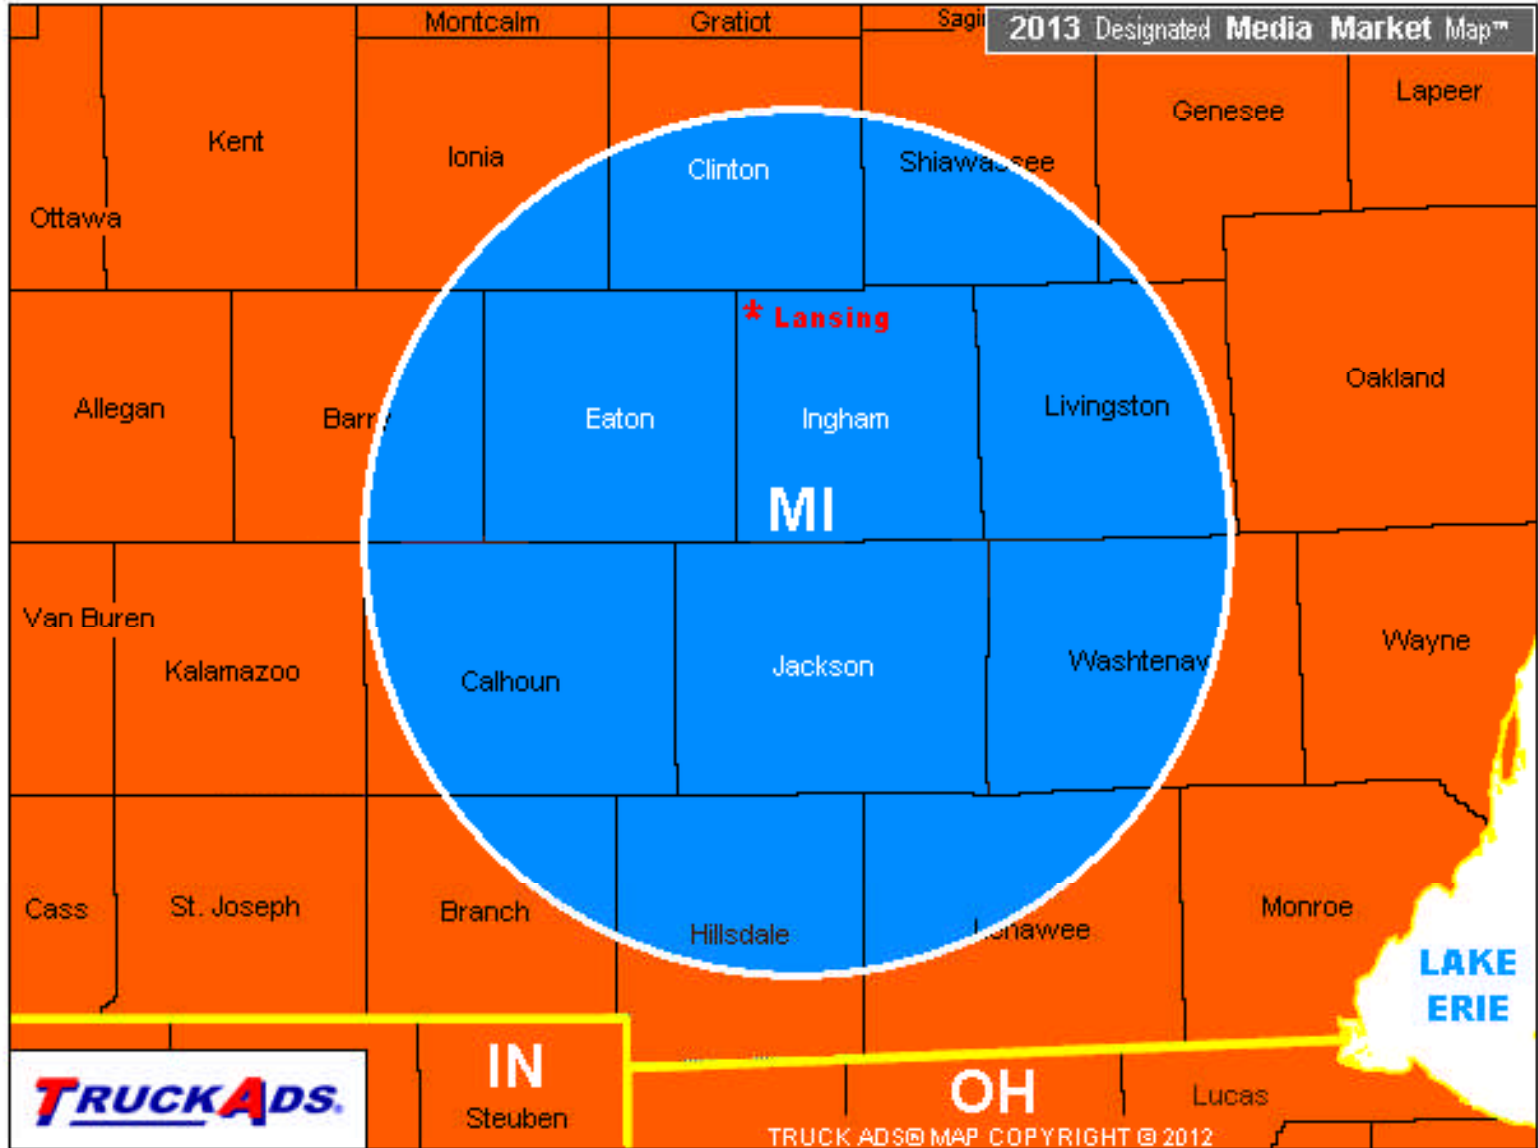 Montcalm
Gratiot
2013 Designated Media Market Map™
Lapeer
Genesee
Kent
Ionia
Clinton
Shiawassee
Ottawa
* Lansing
Oakland
Allegan
Barry
Eaton
Ingham
Livingston
MI
Van Buren
Kalamazoo
Calhoun
Jackson
Washtenaw
Wayne
Cass
St. Joseph
Branch
Hillsdale
Lenawee
Monroe
LAKE
ERIE
IN
OH
Steuben
Lucas
TRUCKADS.
TRUCK ADS® MAP COPYRIGHT © 2012